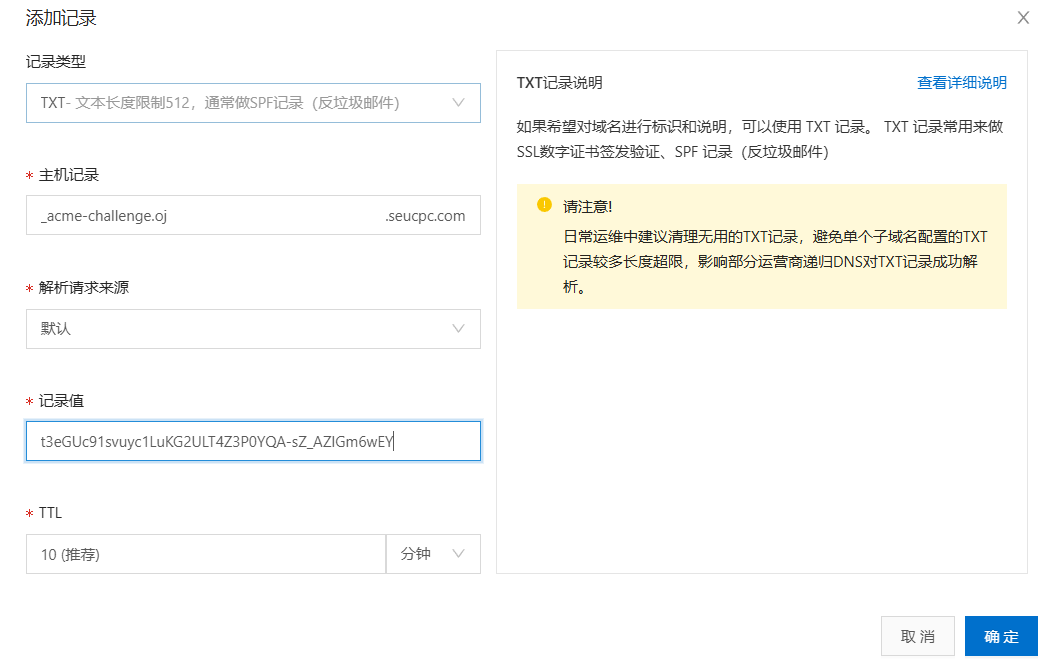 添加记录
记录类型
TXT- 文本长度限制512，通常做SPF记录（反垃圾邮件）
* 主机记录
_acme-challenge.oj .seucpc.com
* 解析请求来源
默认
* 记录值
t3eGUc91svuyc1LuKG2ULT4Z3P0YQA-sZ_AZIGm6wEY
* TTL
10 (推荐) 分钟
TXT记录说明 查看详细说明
如果希望对域名进行标识和说明，可以使用 TXT 记录。 TXT 记录常用来做
SSL数字证书签发验证、SPF 记录（反垃圾邮件）
请注意!
日常运维中建议清理无用的TXT记录，避免单个子域名配置的TXT
记录较多长度超限，影响部分运营商递归DNS对TXT记录成功解
析。
取 消 确 定